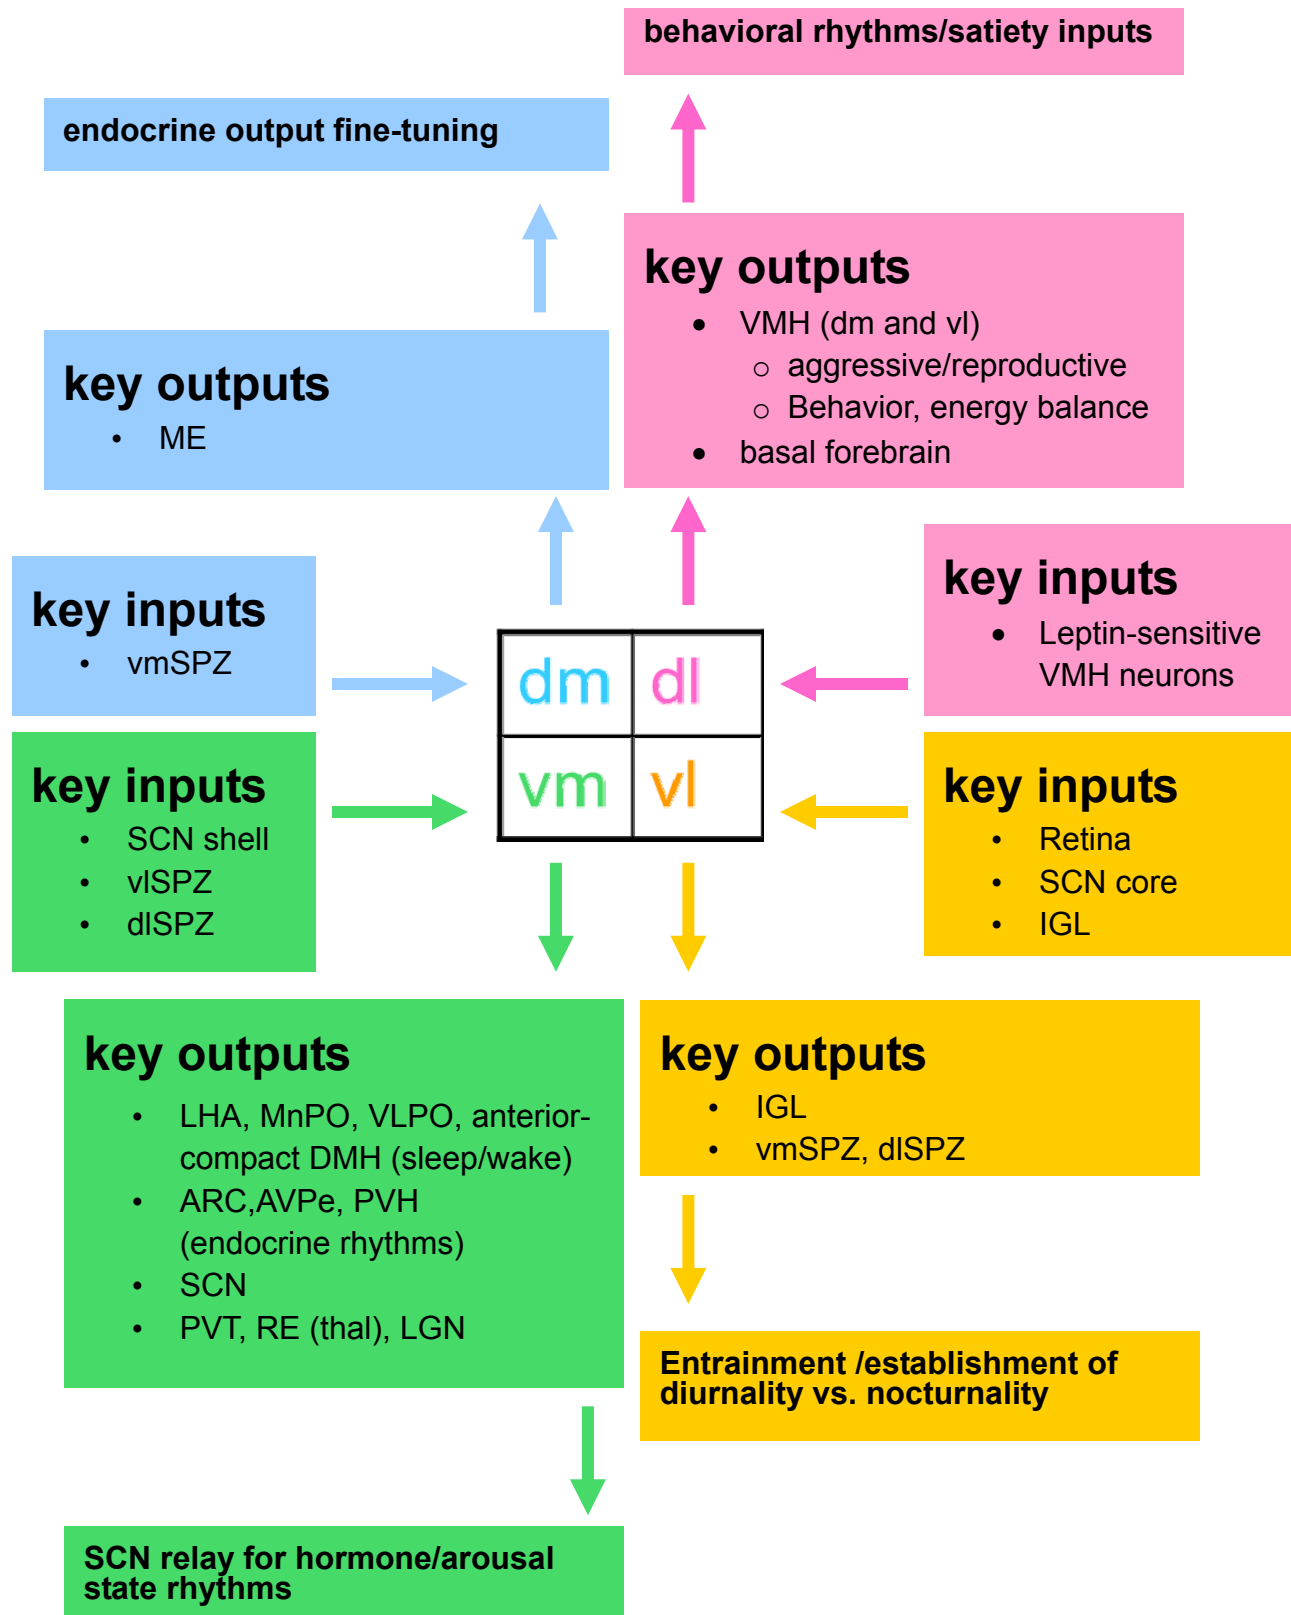 behavioral rhythms/satiety inputs
endocrine output fine-tuning
key outputs
• VMH (dm and vl)
o aggressive/reproductive
o Behavior, energy balance
• basal forebrain
key outputs
• ME
key inputs
• vmSPZ
key inputs
• Leptin-sensitive
VMH neurons
dm
dl
vm
vl
key inputs
• SCN shell
• vlSPZ
• dlSPZ
key inputs
• Retina
• SCN core
• IGL
key outputs
• LHA, MnPO, VLPO, anterior-
compact DMH (sleep/wake)
• ARC,AVPe, PVH
(endocrine rhythms)
• SCN
• PVT, RE (thal), LGN
key outputs
• IGL
• vmSPZ, dlSPZ
Entrainment /establishment of
diurnality vs. nocturnality
SCN relay for hormone/arousal
state rhythms